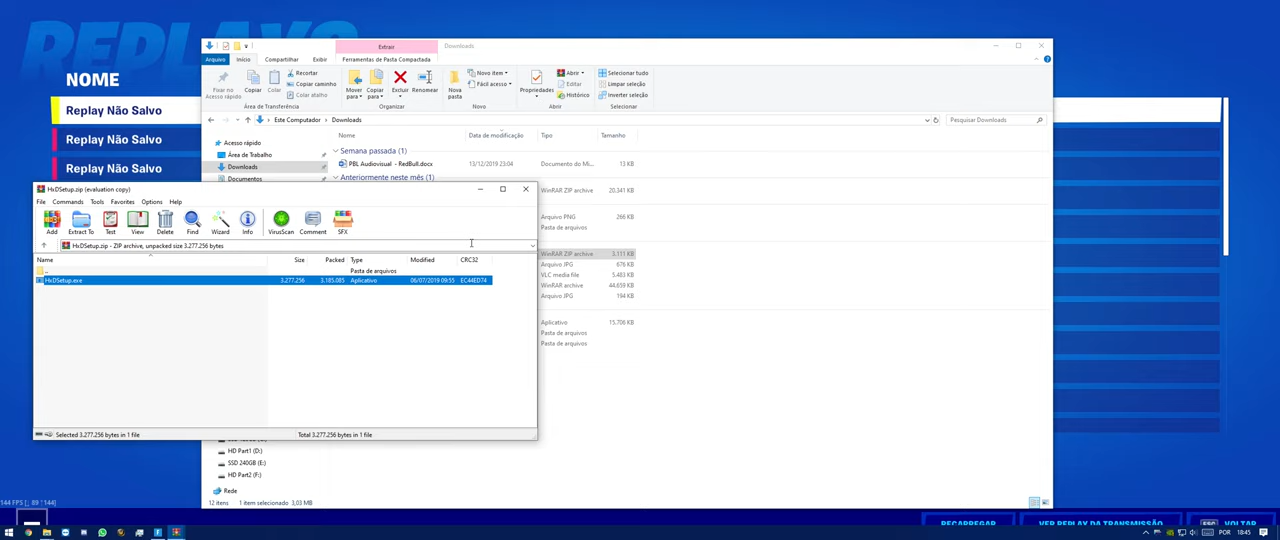 REPLAYS
NOME
Replay Não Salvo
Replay Não Salvo
Replay Não Salvo
Extrair
Downloads
Arquivo Início Compartilhar Exibir Ferramentas de Pasta Compactada
Fixar no Acesso rápido
Copiar
Colar
Recortar
Copiar caminho
Colar atalho
Área de Transferência
Mover para
Copiar para
Excluir
Renomear
Organizar
Nova pasta
Novo item
Fácil acesso
Novo
Propriedades
Abrir
Editar
Histórico
Abrir
Selecionar tudo
Limpar seleção
Inverter seleção
Selecionar
Este Computador > Downloads
Pesquisar Downloads
Acesso rápido
Área de Trabalho
Downloads
Documentos
Nome Data de modificação Tipo Tamanho
Semana passada (1)
PBL Audiovisual - RedBull.docx 13/12/2019 23:04 Documento do Mi... 13 KB
Anteriormente neste mês (1)
WinRAR ZIP archive 20.341 KB
Arquivo PNG 266 KB
WinRAR ZIP archive 3.111 KB
Arquivo JPG 676 KB
VLC media file 5.483 KB
WinRAR archive 44.659 KB
Arquivo JPG 194 KB
Aplicativo 15.706 KB
Pasta de arquivos
Pasta de arquivos
HxDSetup.zip (evaluation copy)
File Commands Tools Favorites Options Help
Add Extract To Test View Delete Find Wizard Info VirusScan Comment SFX
HxDSetup.zip - ZIP archive, unpacked size 3.277.256 bytes
Name Size Packed Type Modified CRC32
.. Pasta de arquivos
HxDSetup.exe 3.277.256 3.185.085 Aplicativo 06/07/2019 09:55 EC44ED74
Selected 3.277.256 bytes in 1 file Total 3.277.256 bytes in 1 file
HD Part1 (D:)
SSD 240GB (E:)
HD Part2 (F:)
Rede
12 itens 1 item selecionado 3,03 MB
RECARREGAR VER REPLAY DA TRANSMISSÃO ESC VOLTAR
POR 18:45